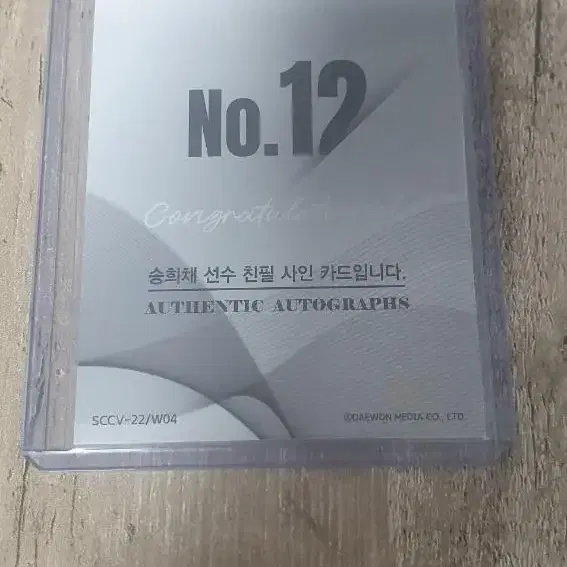 No.12
Congratulations
송희채 선수 친필 사인 카드입니다.
AUTHENTIC AUTOGRAPHS
SCCV-22/W04
©DAEWON MEDIA CO., LTD.